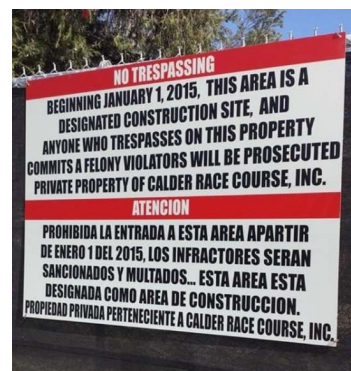 NO TRESPASSING
BEGINNING JANUARY 1, 2015, THIS AREA IS A
DESIGNATED CONSTRUCTION SITE, AND
ANYONE WHO TRESPASSES ON THIS PROPERTY
COMMITS A FELONY VIOLATORS WILL BE PROSECUTED
PRIVATE PROPERTY OF CALDER RACE COURSE, INC.
ATENCION
PROHIBIDA LA ENTRADA A ESTA AREA APARTIR
DE ENERO 1 DEL 2015, LOS INFRACTORES SERAN
SANCIONADOS Y MULTADOS... ESTA AREA ESTA
DESIGNADA COMO AREA DE CONSTRUCCION.
PROPIEDAD PRIVADA PERTENECIENTE A CALDER RACE COURSE, INC.